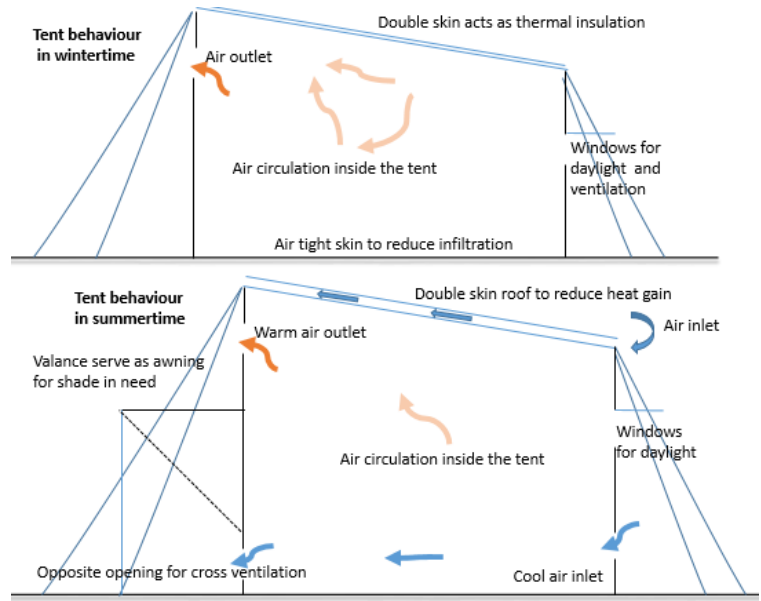 Tent behaviour
in wintertime
Double skin acts as thermal insulation
Air outlet
Air circulation inside the tent
Windows for
daylight and
ventilation
Air tight skin to reduce infiltration
Tent behaviour
in summertime
Double skin roof to reduce heat gain
Air inlet
Warm air outlet
Valance serve as awning
for shade in need
Windows
for daylight
Air circulation inside the tent
Opposite opening for cross ventilation
Cool air inlet